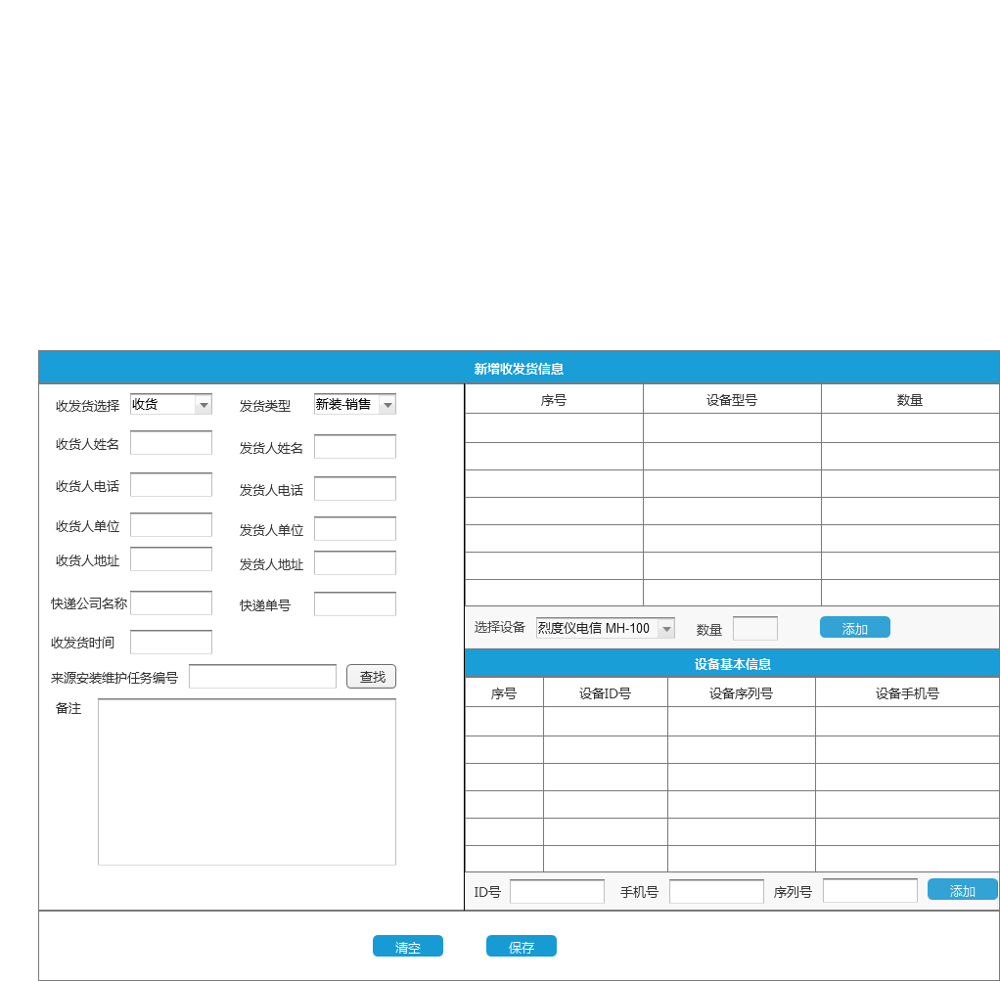 新增收发货信息
收发货选择 收货 发货类型 新装-销售
收货人姓名 发货人姓名
收货人电话 发货人电话
收货人单位 发货人单位
收货人地址 发货人地址
快递公司名称 快递单号
收发货时间
来源安装维护任务编号 查找
备注
序号 设备型号 数量
选择设备 烈度仪电信 MH-100 数量 添加
设备基本信息
序号 设备ID号 设备序列号 设备手机号
ID号 手机号 序列号 添加
清空 保存